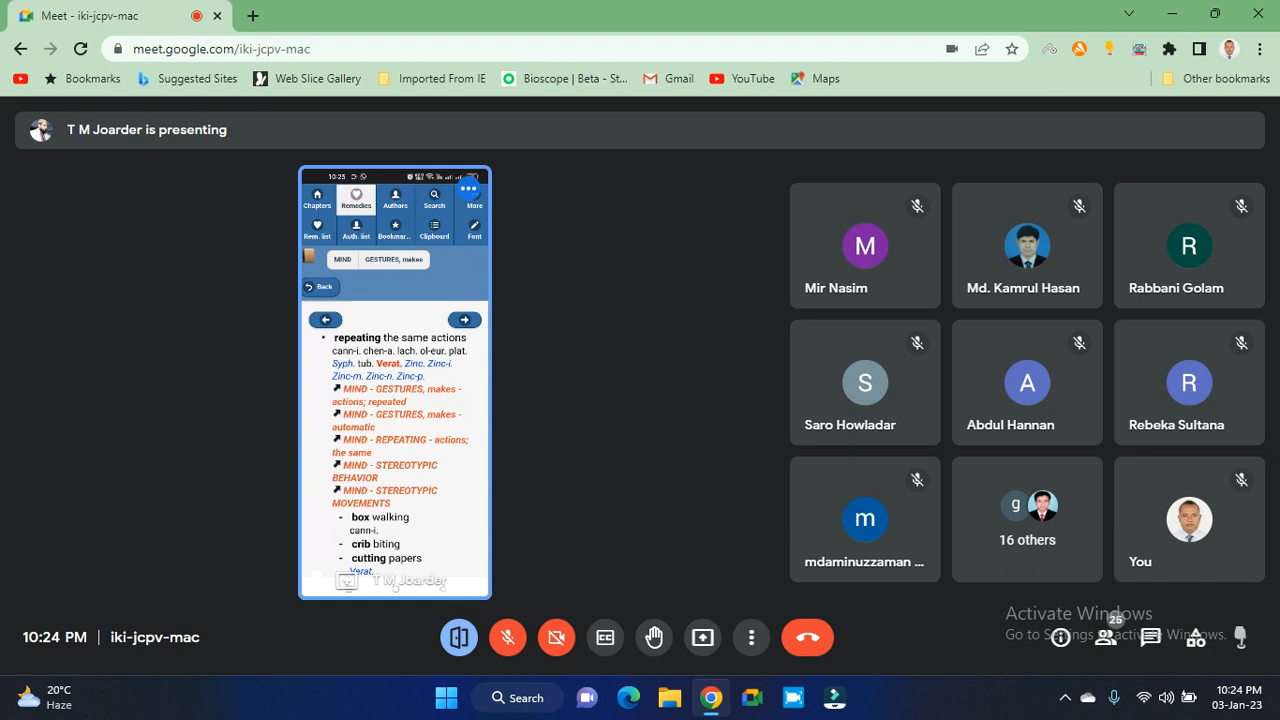 Meet - iki-jcpv-mac
meet.google.com/iki-jcpv-mac
Bookmarks
Suggested Sites
Web Slice Gallery
Imported From IE
Bioscope | Beta - St...
Gmail
YouTube
Maps
Other bookmarks
T M Joarder is presenting
10:23
Chapters
Remedies
Authors
Search
More
Rem. list
Auth. list
Bookmar...
Clipboard
Font
MIND
GESTURES, makes
Back
• repeating the same actions
cann-i. chen-a. lach. ol-eur. plat.
Syph. tub. Verat. Zinc. Zinc-i.
Zinc-m. Zinc-n. Zinc-p.
MIND - GESTURES, makes -
actions; repeated
MIND - GESTURES, makes -
automatic
MIND - REPEATING - actions;
the same
MIND - STEREOTYPIC
BEHAVIOR
MIND - STEREOTYPIC
MOVEMENTS
- box walking
cann-i.
- crib biting
- cutting papers
Verat.
T M Joarder
M
Mir Nasim
Md. Kamrul Hasan
R
Rabbani Golam
S
Saro Howladar
A
Abdul Hannan
R
Rebeka Sultana
m
mdaminuzzaman ...
g
16 others
You
Activate Windows
Go to Settings to activate Windows.
10:24 PM | iki-jcpv-mac
26
20°C
Haze
Search
10:24 PM
03-Jan-23